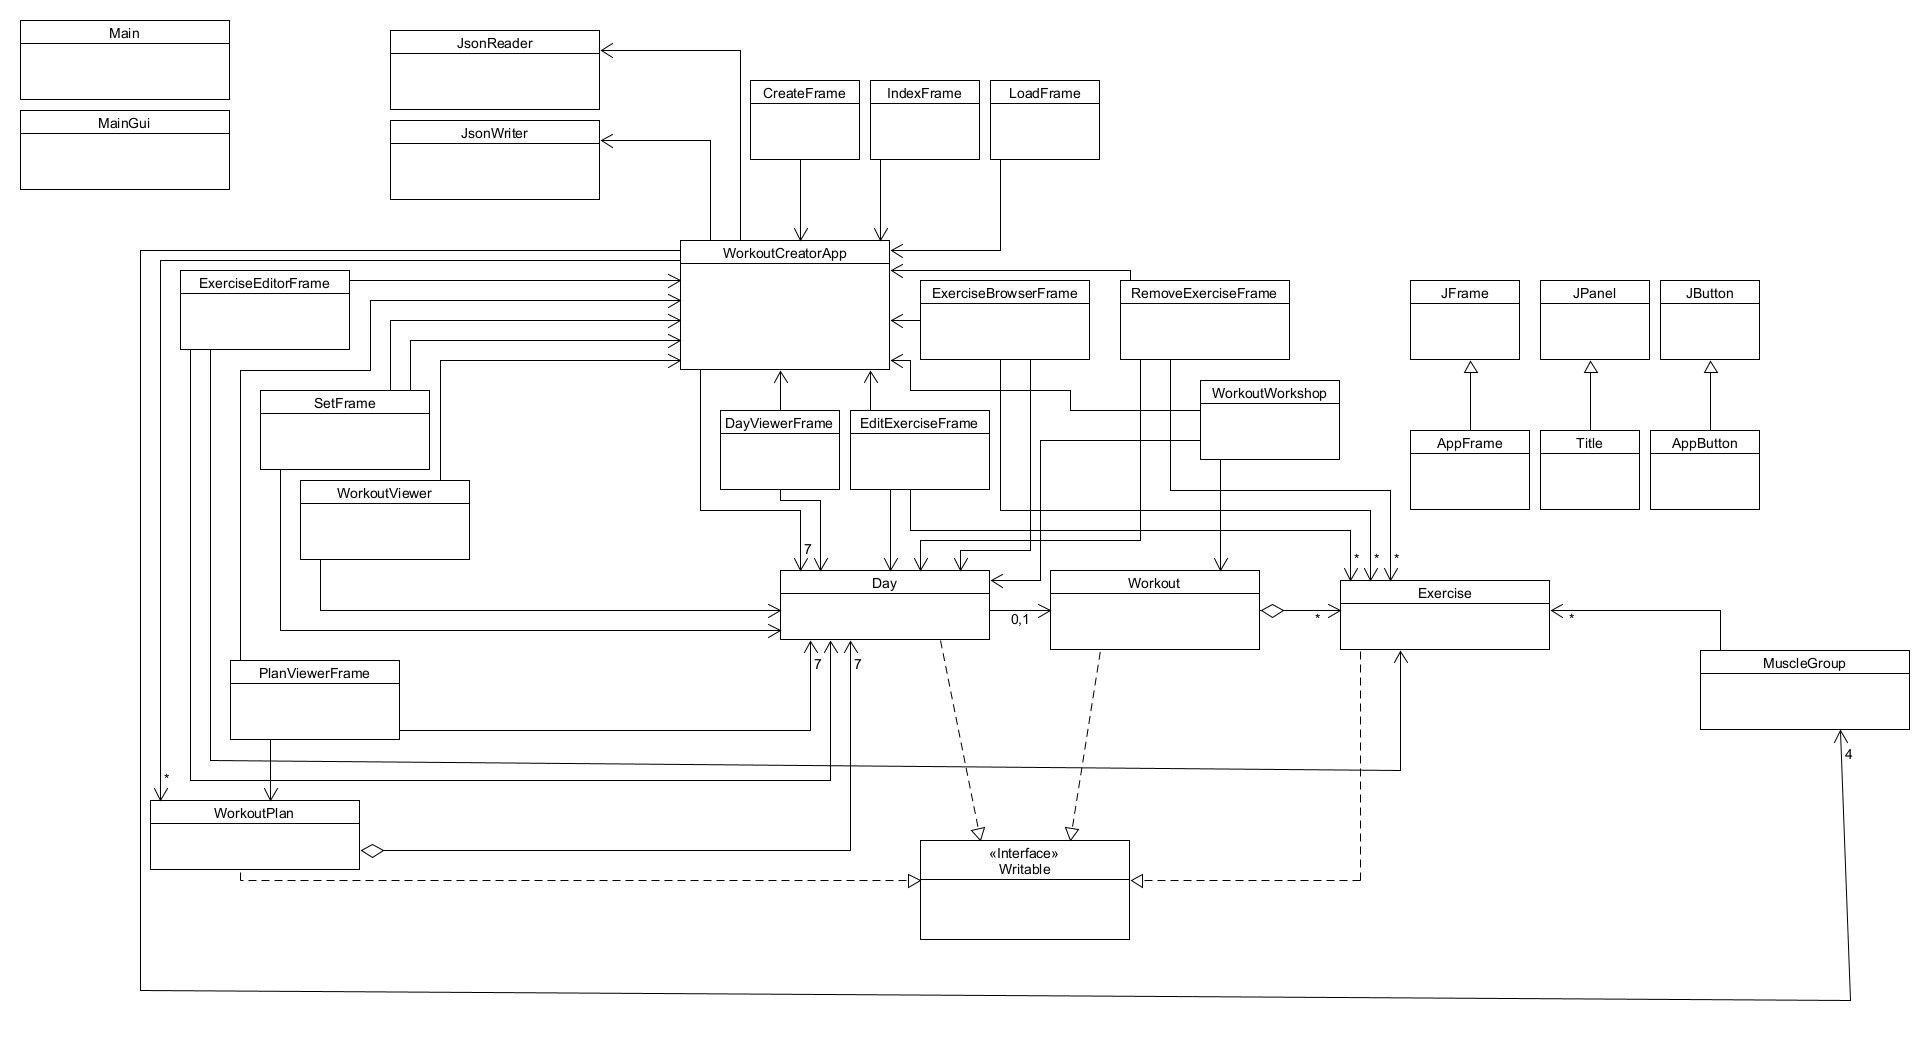 Main
JsonReader
CreateFrame
IndexFrame
LoadFrame
MainGui
JsonWriter
WorkoutCreatorApp
ExerciseEditorFrame
ExerciseBrowserFrame
RemoveExerciseFrame
JFrame
JPanel
JButton
SetFrame
WorkoutWorkshop
DayViewerFrame
EditExerciseFrame
AppFrame
Title
AppButton
WorkoutViewer
7
*
*
*
Day
Workout
Exercise
0,1
*
*
PlanViewerFrame
7
7
MuscleGroup
*
4
WorkoutPlan
«Interface»
Writable